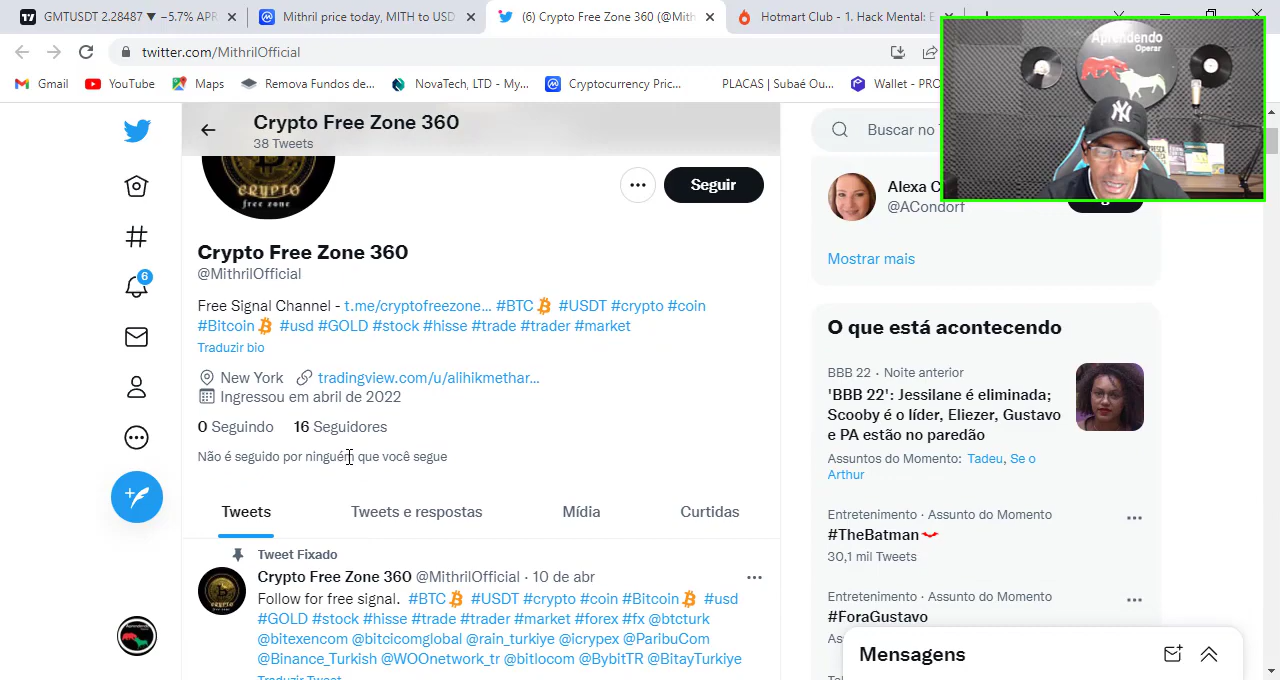 GMTUSDT 2.28487 ▼ −5.7% APR
Mithril price today, MITH to USD
(6) Crypto Free Zone 360 (@Mith
Hotmart Club - 1. Hack Mental: E
twitter.com/MithrilOfficial
Gmail
YouTube
Maps
Remova Fundos de...
NovaTech, LTD - My...
Cryptocurrency Pric...
PLACAS | Subaé Ou...
Wallet - PRO
Aprendendo
Operar
Crypto Free Zone 360
38 Tweets
CRYPTO
free zone
Seguir
Crypto Free Zone 360
@MithrilOfficial
Free Signal Channel - t.me/cryptofreezone... #BTC #USDT #crypto #coin
#Bitcoin #usd #GOLD #stock #hisse #trade #trader #market
Traduzir bio
New York tradingview.com/u/alihikmethar...
Ingressou em abril de 2022
0 Seguindo 16 Seguidores
Não é seguido por ninguém que você segue
Tweets
Tweets e respostas
Mídia
Curtidas
Tweet Fixado
Crypto Free Zone 360 @MithrilOfficial · 10 de abr
Follow for free signal. #BTC #USDT #crypto #coin #Bitcoin #usd
#GOLD #stock #hisse #trade #trader #market #forex #fx @btcturk
@bitexencom @bitcicomglobal @rain_turkiye @icrypex @ParibuCom
@Binance_Turkish @WOOnetwork_tr @bitlocom @BybitTR @BitayTurkiye
Traduzir Tweet
6
Buscar no
Alexa C
@ACondorf
Mostrar mais
O que está acontecendo
BBB 22 · Noite anterior
'BBB 22': Jessilane é eliminada;
Scooby é o líder, Eliezer, Gustavo
e PA estão no paredão
Assuntos do Momento: Tadeu, Se o
Arthur
Entretenimento · Assunto do Momento
#TheBatman
30,1 mil Tweets
Entretenimento · Assunto do Momento
#ForaGustavo
Mensagens